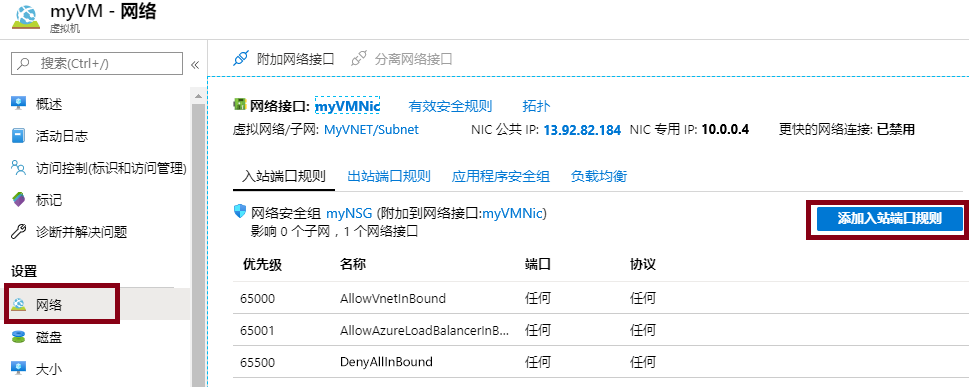 myVM - 网络
虚拟机
搜索(Ctrl+/)
«
概述
活动日志
访问控制(标识和访问管理)
标记
诊断并解决问题
设置
网络
磁盘
大小
附加网络接口 分离网络接口
网络接口: myVMNic 有效安全规则 拓扑
虚拟网络/子网: MyVNET/Subnet NIC 公共 IP: 13.92.82.184 NIC 专用 IP: 10.0.0.4 更快的网络连接: 已禁用
入站端口规则 出站端口规则 应用程序安全组 负载均衡
网络安全组 myNSG (附加到网络接口:myVMNic)
影响 0 个子网，1 个网络接口
添加入站端口规则
优先级 名称 端口 协议
65000 AllowVnetInBound 任何 任何
65001 AllowAzureLoadBalancerInB... 任何 任何
65500 DenyAllInBound 任何 任何